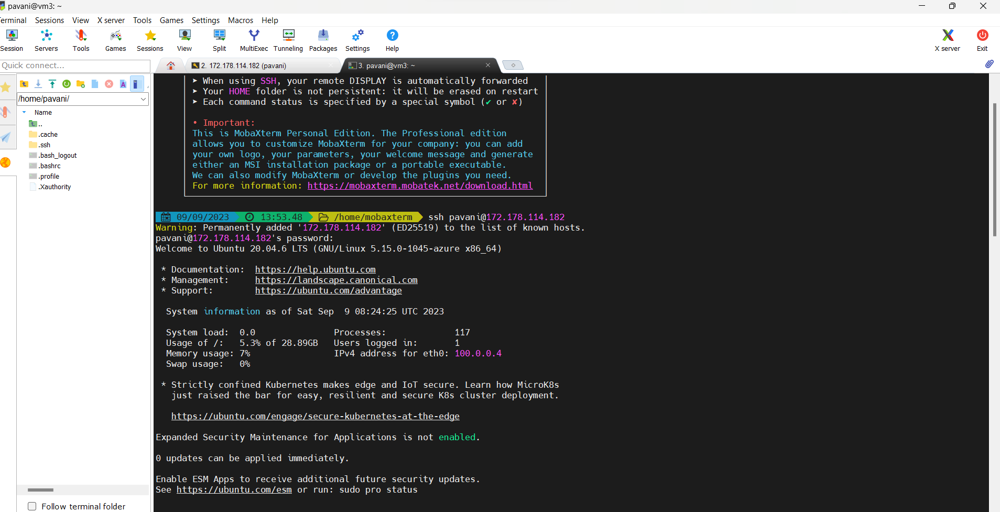 pavani@vm3: ~
erminal Sessions View X server Tools Games Settings Macros Help
Session Servers Tools Games Sessions View Split MultiExec Tunneling Packages Settings Help X server Exit
Quick connect...
2. 172.178.114.182 (pavani)
3. pavani@vm3: ~
/home/pavani/
Name
..
.cache
.ssh
.bash_logout
.bashrc
.profile
.Xauthority
Follow terminal folder
➤ When using SSH, your remote DISPLAY is automatically forwarded
➤ Your HOME folder is not persistent: it will be erased on restart
➤ Each command status is specified by a special symbol (✔ or ✘)
• Important:
This is MobaXterm Personal Edition. The Professional edition
allows you to customize MobaXterm for your company: you can add
your own logo, your parameters, your welcome message and generate
either an MSI installation package or a portable executable.
We can also modify MobaXterm or develop the plugins you need.
For more information: https://mobaxterm.mobatek.net/download.html
09/09/2023 13:53.48 /home/mobaxterm ssh pavani@172.178.114.182
Warning: Permanently added '172.178.114.182' (ED25519) to the list of known hosts.
pavani@172.178.114.182's password:
Welcome to Ubuntu 20.04.6 LTS (GNU/Linux 5.15.0-1045-azure x86_64)
* Documentation: https://help.ubuntu.com
* Management: https://landscape.canonical.com
* Support: https://ubuntu.com/advantage
System information as of Sat Sep 9 08:24:25 UTC 2023
System load: 0.0 Processes: 117
Usage of /: 5.3% of 28.89GB Users logged in: 1
Memory usage: 7% IPv4 address for eth0: 100.0.0.4
Swap usage: 0%
* Strictly confined Kubernetes makes edge and IoT secure. Learn how MicroK8s
just raised the bar for easy, resilient and secure K8s cluster deployment.
https://ubuntu.com/engage/secure-kubernetes-at-the-edge
Expanded Security Maintenance for Applications is not enabled.
0 updates can be applied immediately.
Enable ESM Apps to receive additional future security updates.
See https://ubuntu.com/esm or run: sudo pro status